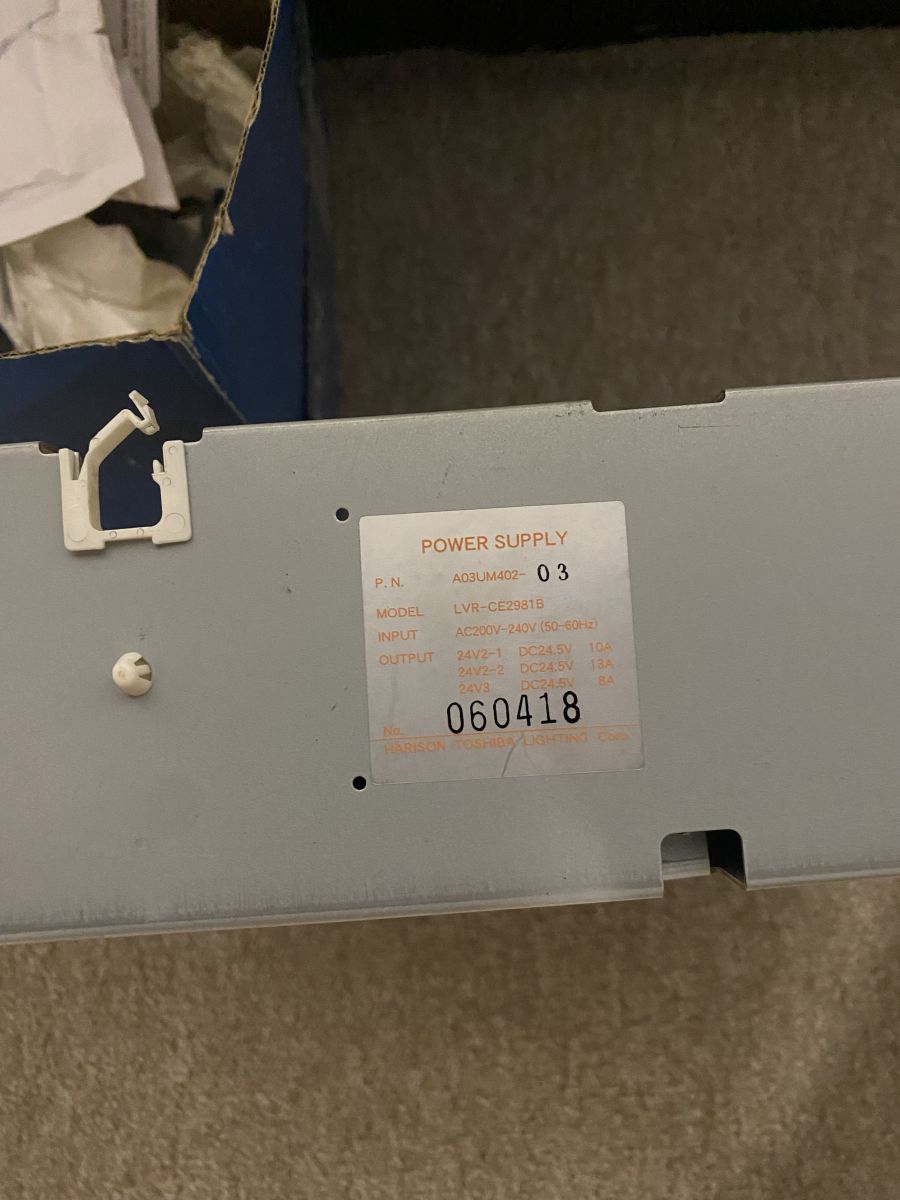 POWER SUPPLY
P.N. A03UM402- 03
MODEL LVR-CE2981B
INPUT AC200V-240V (50-60Hz)
OUTPUT 24V2-1 DC24.5V 10A
24V2-2 DC24.5V 13A
24V3 DC24.5V 8A
No. 060418
HARISON TOSHIBA LIGHTING Corp.